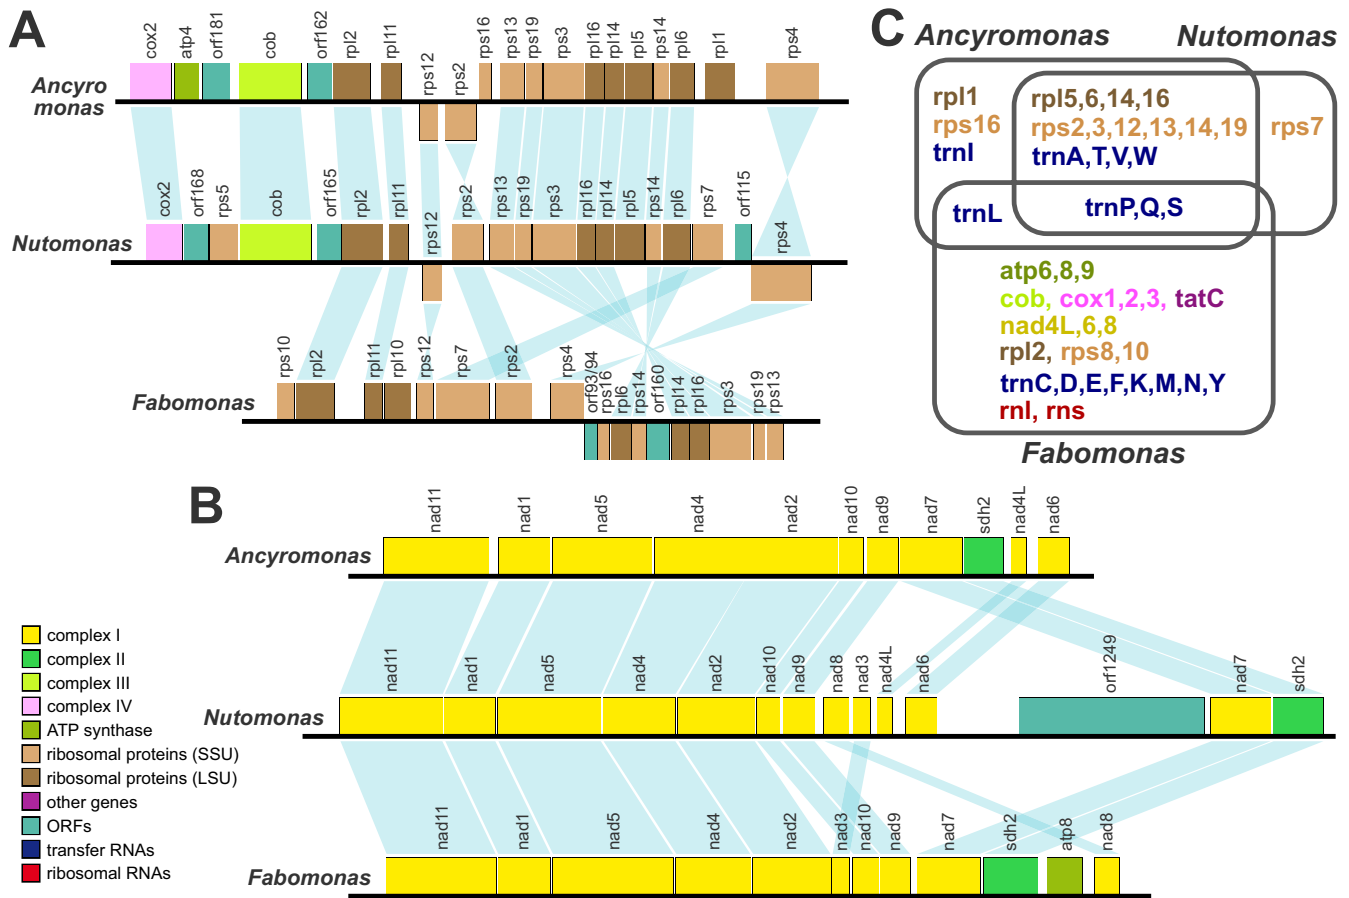 A
cox2 atp4 orf181 cob orf162 rpl2 rpl11 rps12 rps2 rps16 rps13 rps19 rps3 rpl16 rpl14 rpl5 rps14 rpl6 rpl1 rps4
Ancyro
monas
cox2 orf168 rps5 cob orf165 rpl2 rpl11 rps12 rps2 rps13 rps19 rps3 rpl16 rpl14 rpl5 rps14 rpl6 rps7 orf115 rps4
Nutomonas
rps10 rpl2 rpl11 rpl10 rps12 rps7 rps2 rps4 orf93/94 rps16 rpl6 rps14 orf160 rpl14 rpl16 rps3 rps19 rps13
Fabomonas
C
Ancyromonas
Nutomonas
rpl1
rps16
trnI
rpl5,6,14,16
rps2,3,12,13,14,19
trnA,T,V,W
rps7
trnL
trnP,Q,S
atp6,8,9
cob, cox1,2,3, tatC
nad4L,6,8
rpl2, rps8,10
trnC,D,E,F,K,M,N,Y
rnl, rns
Fabomonas
B
nad11 nad1 nad5 nad4 nad2 nad10 nad9 nad7 sdh2 nad4L nad6
Ancyromonas
nad11 nad1 nad5 nad4 nad2 nad10 nad9 nad8 nad3 nad4L nad6 orf1249 nad7 sdh2
Nutomonas
nad11 nad1 nad5 nad4 nad2 nad3 nad10 nad9 nad7 sdh2 atp8 nad8
Fabomonas
complex I
complex II
complex III
complex IV
ATP synthase
ribosomal proteins (SSU)
ribosomal proteins (LSU)
other genes
ORFs
transfer RNAs
ribosomal RNAs